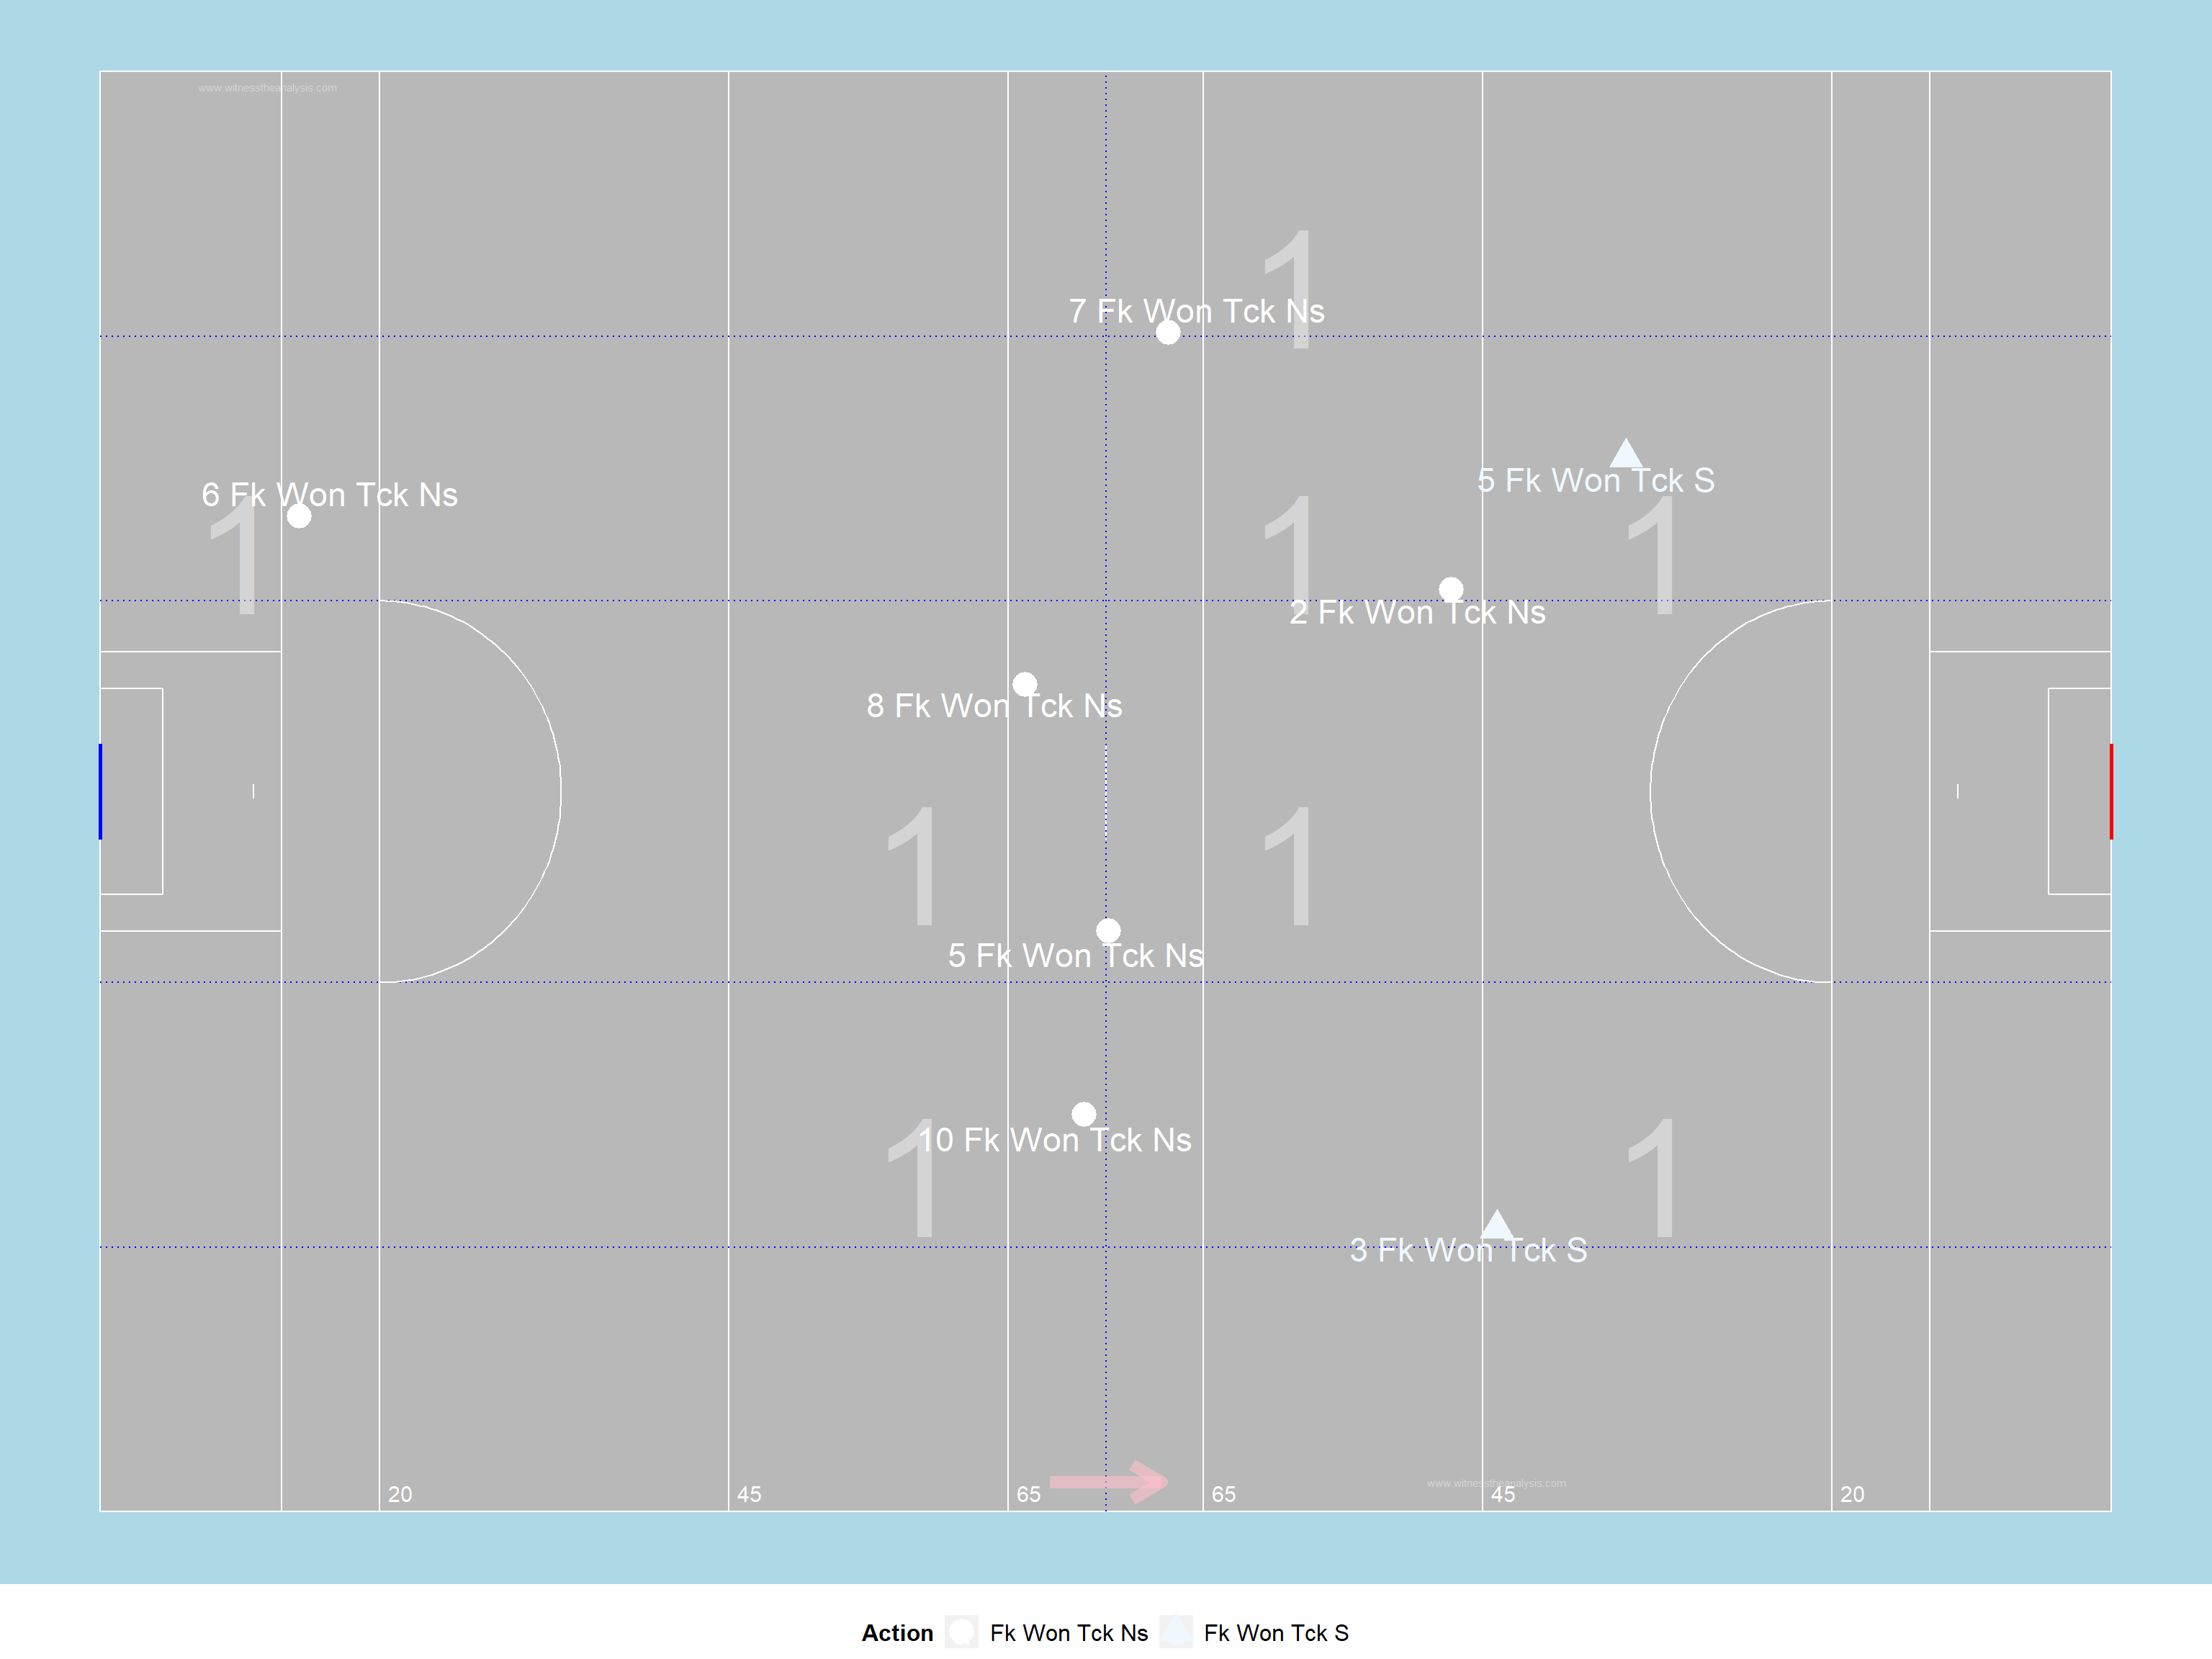 www.witnesstheanalysis.com
1
7 Fk Won Tck Ns
5 Fk Won Tck S
6 Fk Won Tck Ns
1
1
1
2 Fk Won Tck Ns
8 Fk Won Tck Ns
1
1
5 Fk Won Tck Ns
10 Fk Won Tck Ns
1
1
3 Fk Won Tck S
www.witnesstheanalysis.com
20
45
65
65
45
20
Action Fk Won Tck Ns Fk Won Tck S